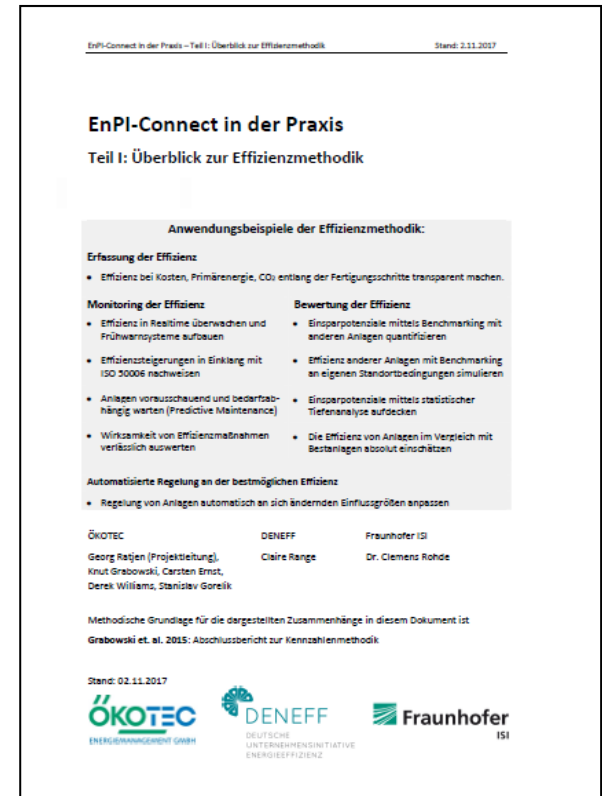 EnPI-Connect in der Praxis – Teil I: Überblick zur Effizienzmethodik Stand: 2.11.2017
EnPI-Connect in der Praxis
Teil I: Überblick zur Effizienzmethodik
Anwendungsbeispiele der Effizienzmethodik:
Erfassung der Effizienz
• Effizienz bei Kosten, Primärenergie, CO₂ entlang der Fertigungsschritte transparent machen.
Monitoring der Effizienz
• Effizienz in Realtime überwachen und
Frühwarnsysteme aufbauen
• Effizienzsteigerungen in Einklang mit
ISO 50006 nachweisen
• Anlagen vorausschauend und bedarfsab-
hängig warten (Predictive Maintenance)
• Wirksamkeit von Effizienzmaßnahmen
verlässlich auswerten
Bewertung der Effizienz
• Einsparpotenziale mittels Benchmarking mit
anderen Anlagen quantifizieren
• Effizienz anderer Anlagen mit Benchmarking
an eigenen Standortbedingungen simulieren
• Einsparpotenziale mittels statistischer
Tiefenanalyse aufdecken
• Die Effizienz von Anlagen im Vergleich mit
Bestanlagen absolut einschätzen
Automatisierte Regelung an der bestmöglichen Effizienz
• Regelung von Anlagen automatisch an sich ändernden Einflussgrößen anpassen
ÖKOTEC
Georg Ratjen (Projektleitung),
Knut Grabowski, Carsten Ernst,
Derek Williams, Stanislav Gorelik
DENEFF
Claire Range
Fraunhofer ISI
Dr. Clemens Rohde
Methodische Grundlage für die dargestellten Zusammenhänge in diesem Dokument ist
Grabowski et. al. 2015: Abschlussbericht zur Kennzahlenmethodik
Stand: 02.11.2017
ÖKOTEC
ENERGIEMANAGEMENT GMBH
DENEFF
DEUTSCHE
UNTERNEHMENSINITIATIVE
ENERGIEEFFIZIENZ
Fraunhofer
ISI